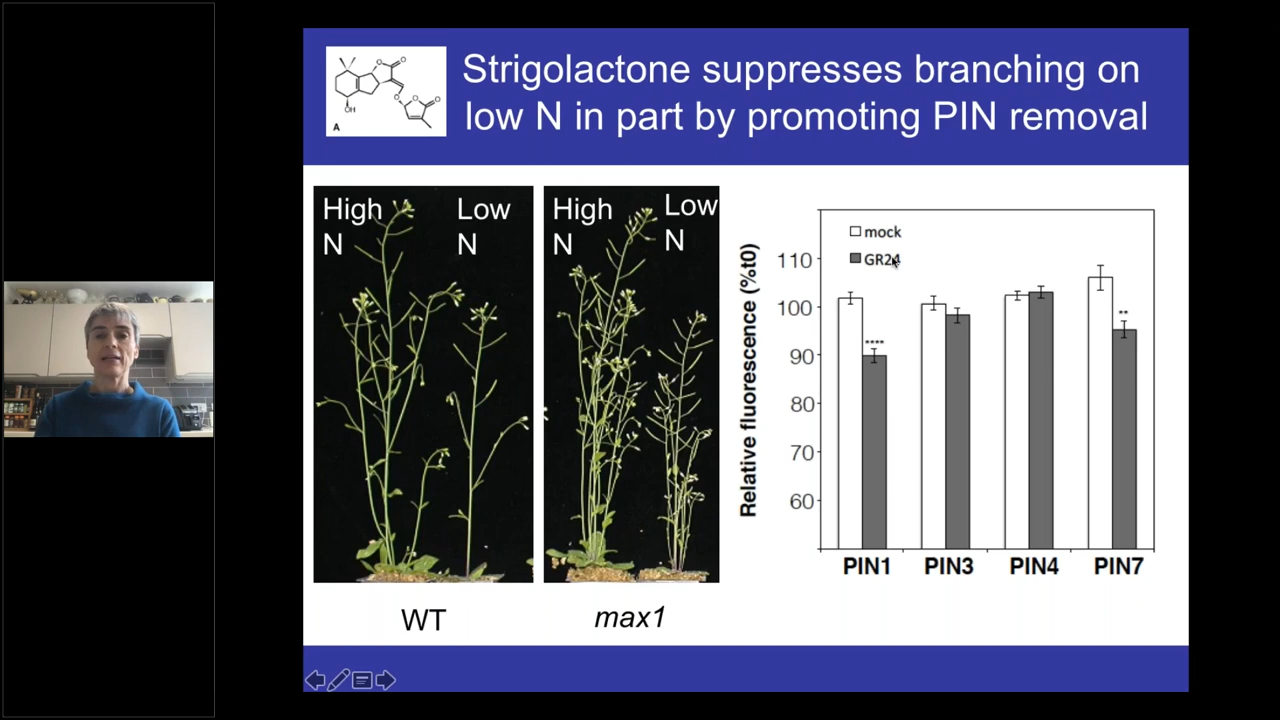 Strigolactone suppresses branching on
low N in part by promoting PIN removal
O
O
O
O
O
OH
A
High
N
Low
N
High
N
Low
N
WT
max1
mock
GR24
Relative fluorescence (%t0)
110
100
90
80
70
60
****
**
PIN1
PIN3
PIN4
PIN7